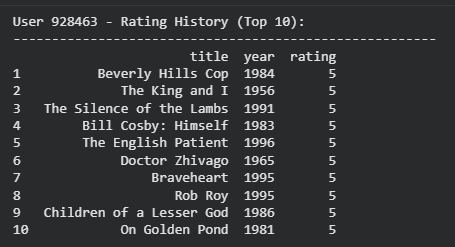 User 928463 - Rating History (Top 10):
------------------------------------------------------------
title year rating
1 Beverly Hills Cop 1984 5
2 The King and I 1956 5
3 The Silence of the Lambs 1991 5
4 Bill Cosby: Himself 1983 5
5 The English Patient 1996 5
6 Doctor Zhivago 1965 5
7 Braveheart 1995 5
8 Rob Roy 1995 5
9 Children of a Lesser God 1986 5
10 On Golden Pond 1981 5